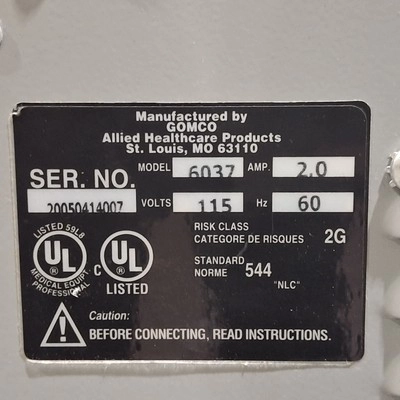 Manufactured by
GOMCO
Allied Healthcare Products
St. Louis, MO 63110
MODEL 6037 AMP. 2.0
SER. NO.
20050414007 VOLTS 115 Hz 60
RISK CLASS
CATEGORE DE RISQUES 2G
STANDARD
NORME 544
"NLC"
LISTED 59L8
UL
MEDICAL EQUIPT.
PROFESSIONAL
C UL
LISTED
Caution:
BEFORE CONNECTING, READ INSTRUCTIONS.